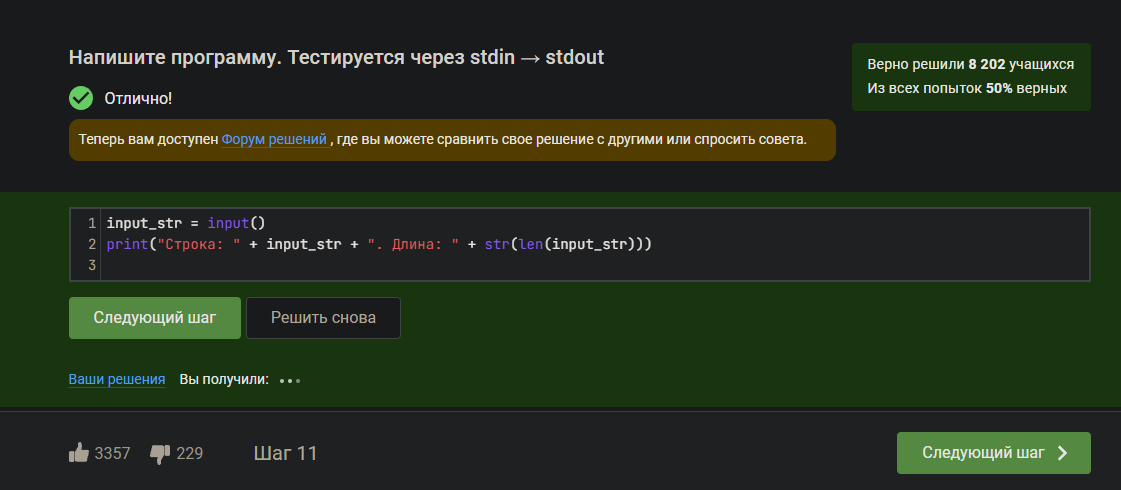 Напишите программу. Тестируется через stdin → stdout
Верно решили 8 202 учащихся
Из всех попыток 50% верных
Отлично!
Теперь вам доступен Форум решений , где вы можете сравнить свое решение с другими или спросить совета.
1 input_str = input()
2 print("Строка: " + input_str + ". Длина: " + str(len(input_str)))
3
Следующий шаг Решить снова
Ваши решения Вы получили:
3357 229 Шаг 11 Следующий шаг